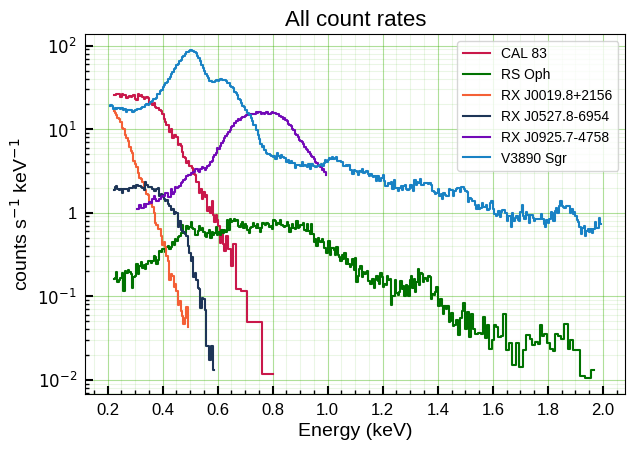 All count rates
counts s⁻¹ keV⁻¹
10²
10¹
1
10⁻¹
10⁻²
CAL 83
RS Oph
RX J0019.8+2156
RX J0527.8-6954
RX J0925.7-4758
V3890 Sgr
0.2 0.4 0.6 0.8 1.0 1.2 1.4 1.6 1.8 2.0
Energy (keV)